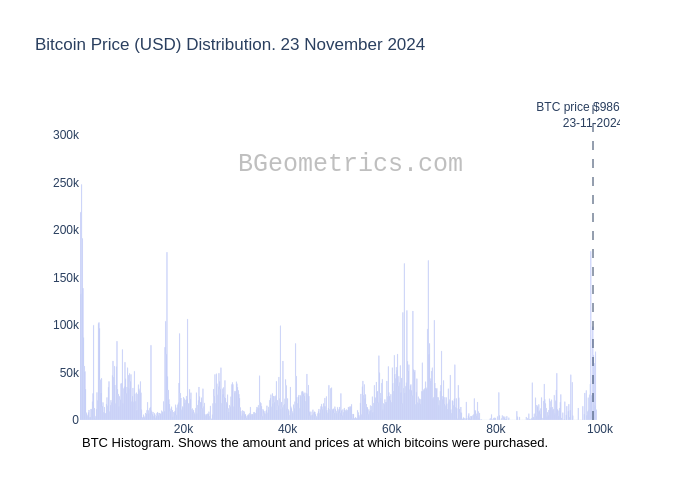 Bitcoin Price (USD) Distribution. 23 November 2024
BTC price $986
23-11-2024
300k
BGeometrics.com
250k
200k
150k
100k
50k
0
20k
40k
60k
80k
100k
BTC Histogram. Shows the amount and prices at which bitcoins were purchased.